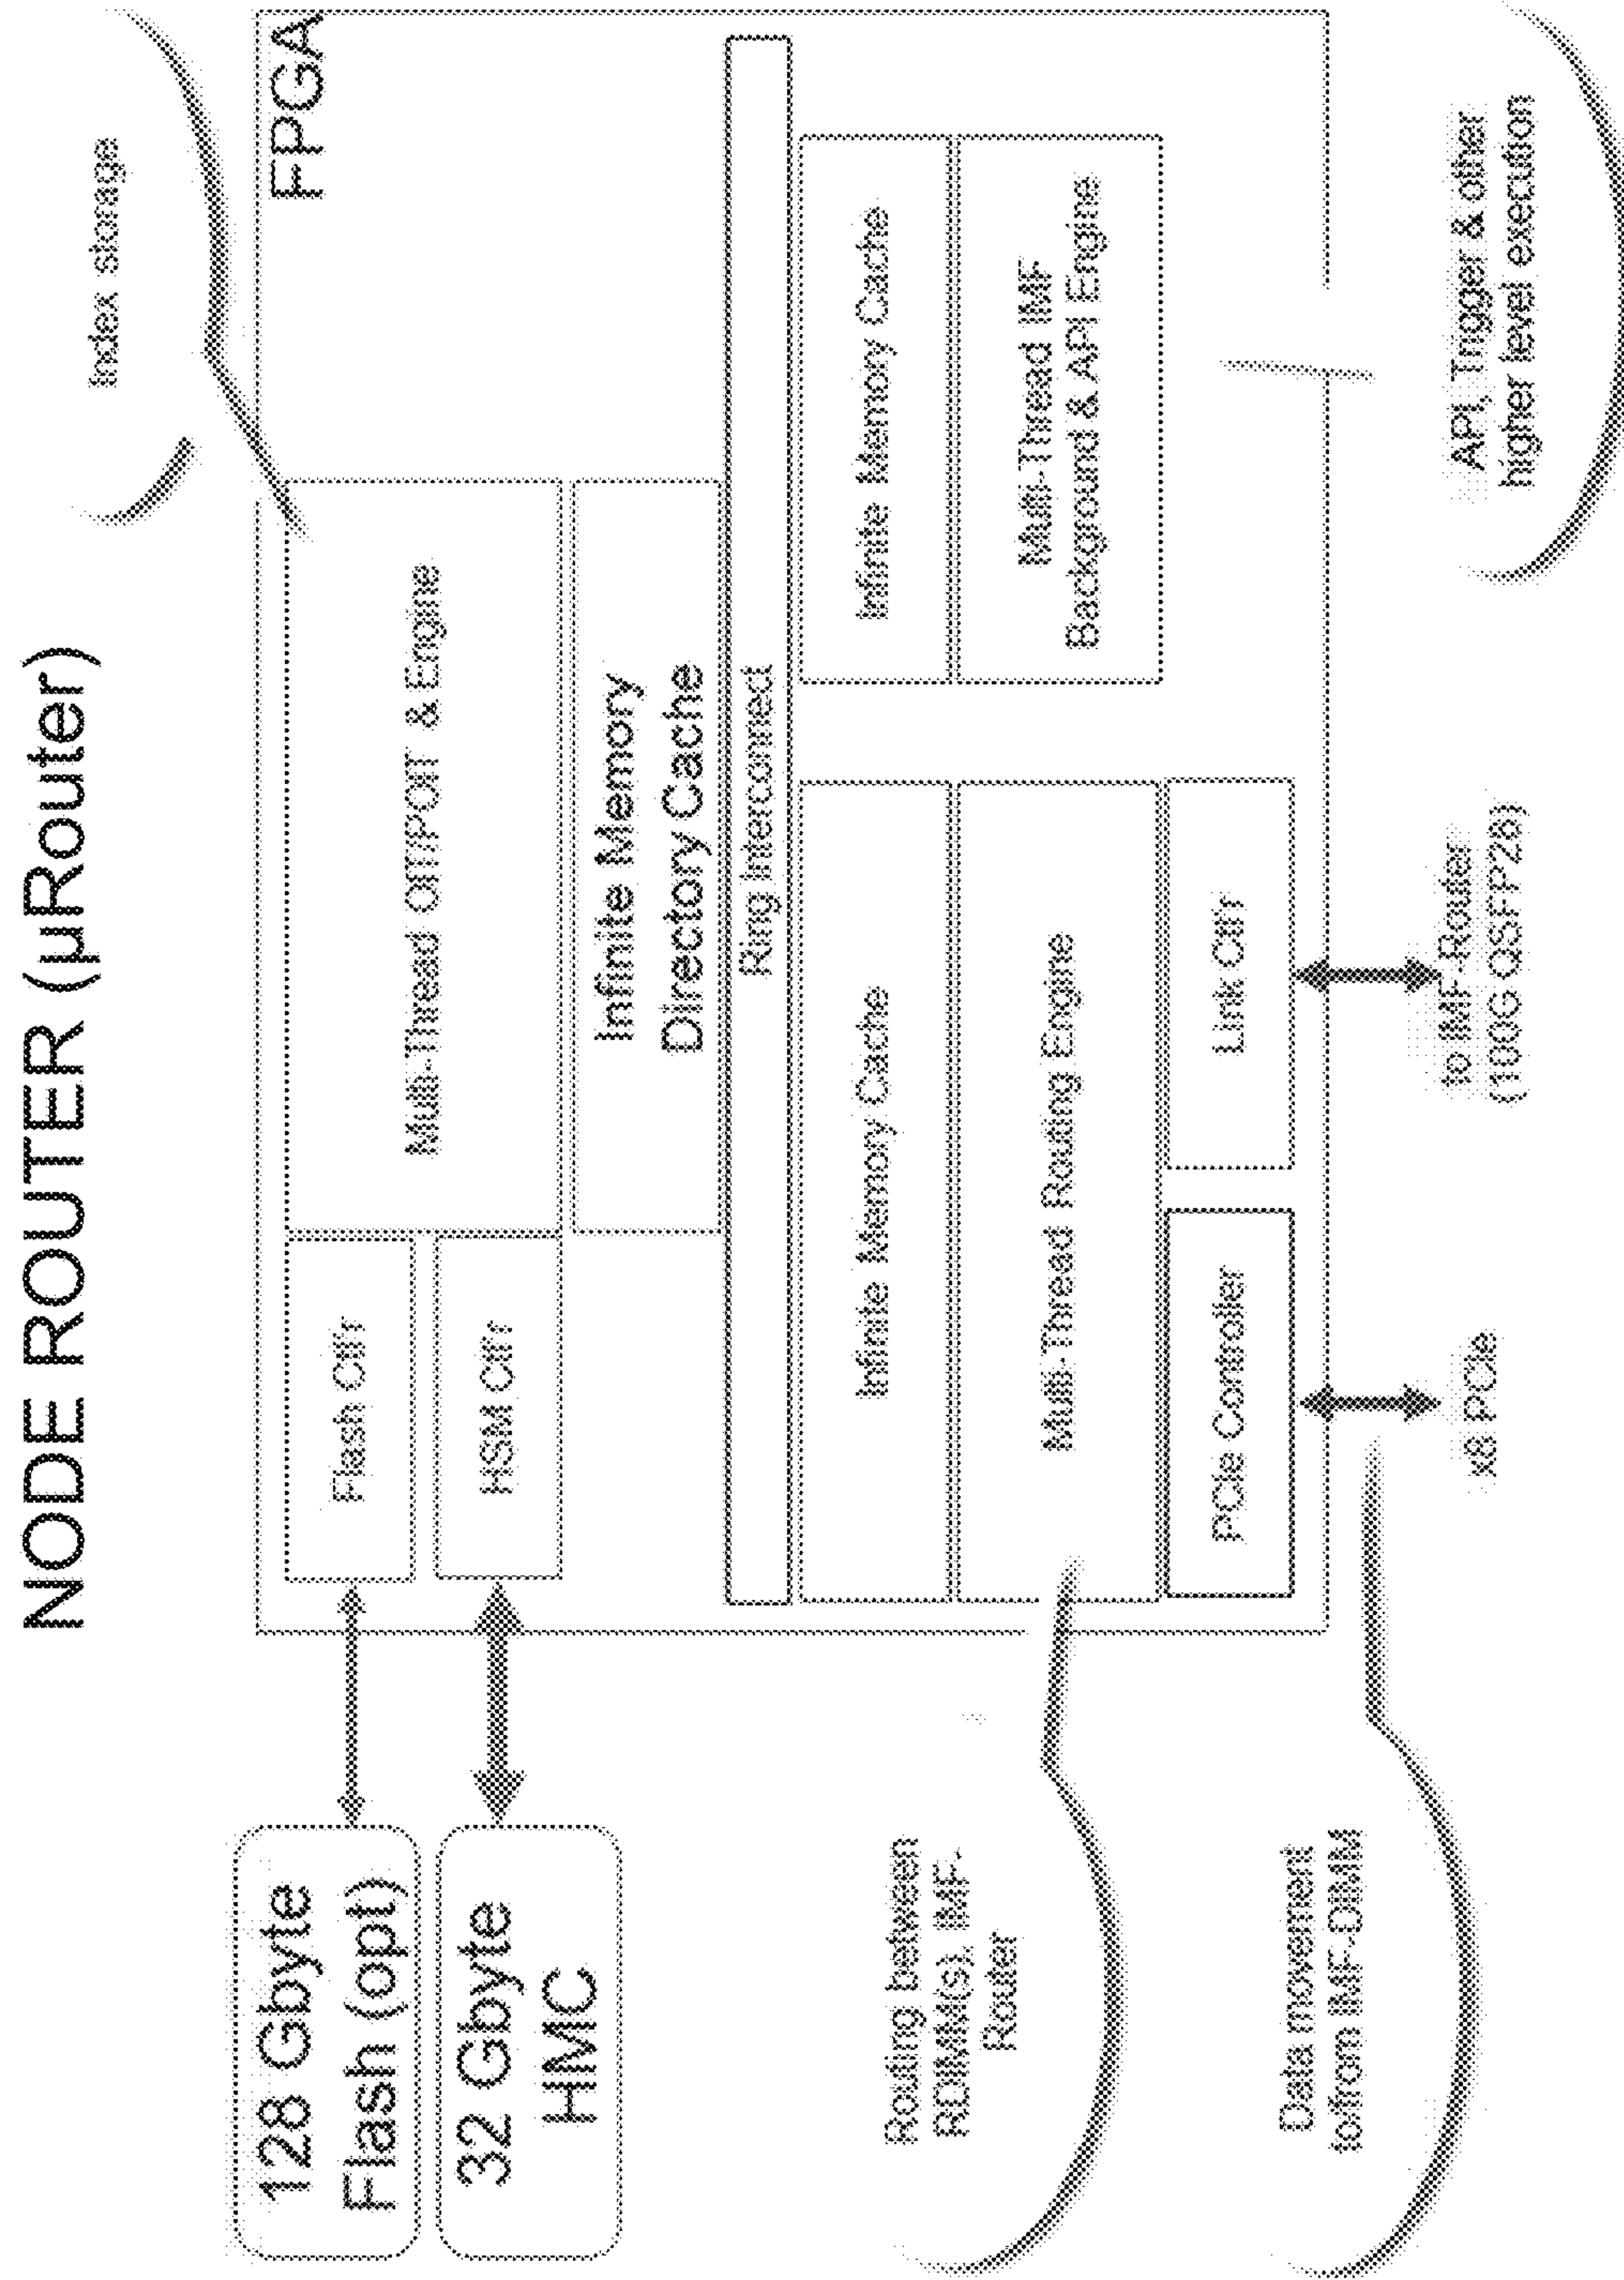 NODE ROUTER (µRouter)
Index storage
FPGA
128 Gbyte
Flash (opt)
Flash Ctlr
Multi-Thread OIT/POIT & Engine
32 Gbyte
HMC
HSM Ctlr
Infinite Memory
Directory Cache
Ring Interconnect
Infinite Memory Cache
Infinite Memory Cache
Routing between
RDIMM(s), IMF-
Router
Multi-Thread Routing Engine
Multi-Thread IMF
Background & API Engine
PCIe Controller
Link Ctlr
Data movement
to/from IMF-DIMM
x8 PCIe
to IMF-Router
(100G QSFP28)
API, Trigger & other
higher level execution